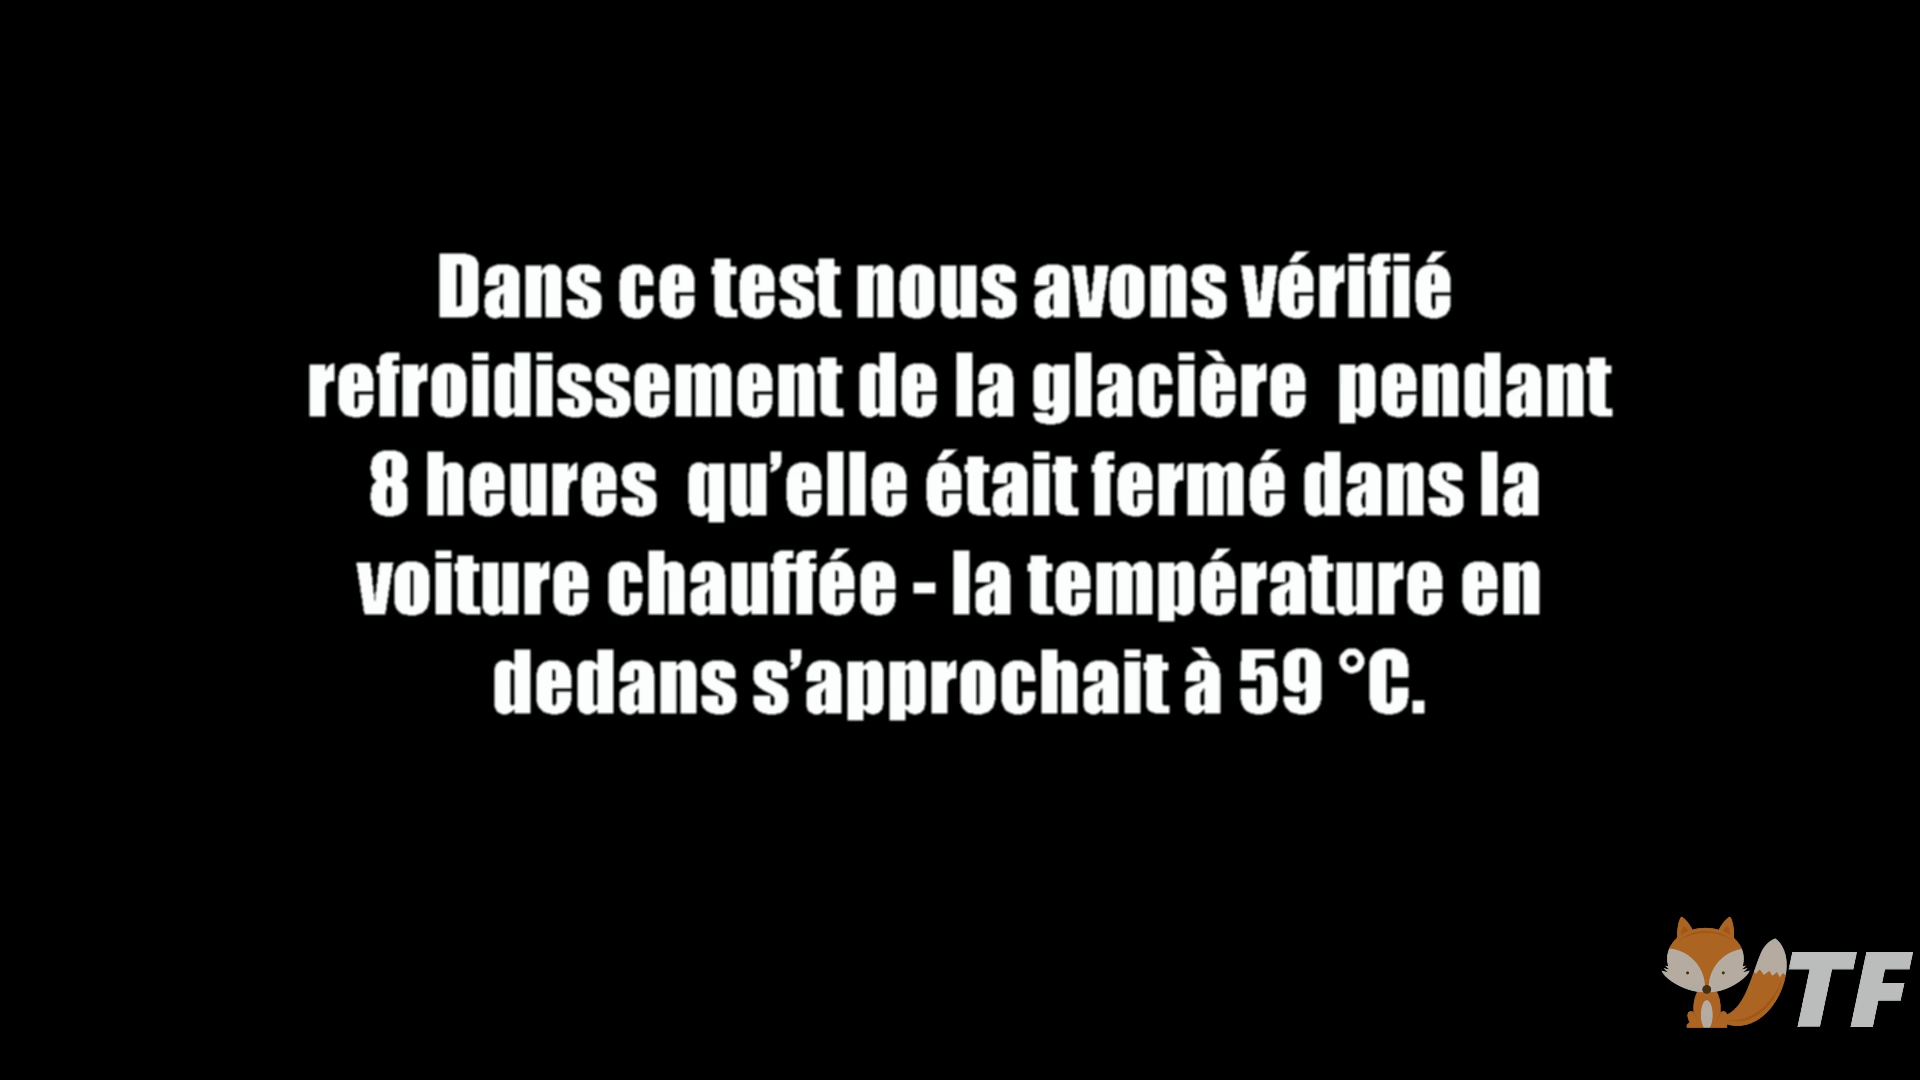 Dans ce test nous avons vérifié
refroidissement de la glacière  pendant
8 heures  qu’elle était fermé dans la
voiture chauffée - la température en
dedans s’approchait à 59 °C.
TF